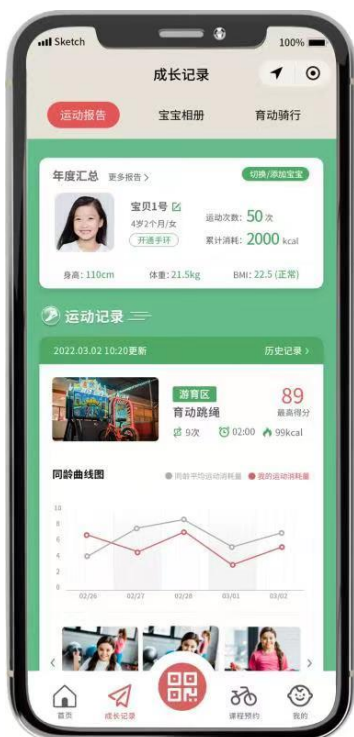 Sketch 100%
成长记录
运动报告 宝宝相册 育动骑行
年度汇总 更多报告 > 切换/添加宝宝
宝贝1号
4岁2个月/女
开通手环
运动次数: 50 次
累计消耗: 2000 kcal
身高: 110cm 体重: 21.5kg BMI: 22.5 (正常)
运动记录
2022.03.02 10:20更新 历史记录 >
游育区
育动跳绳
89
最高得分
9次 02:00 99kcal
同龄曲线图 同龄平均运动消耗量 我的运动消耗量
10
8
6
4
2
0
02/26 02/27 02/28 03/01 03/02
首页 成长记录 课程预约 我的